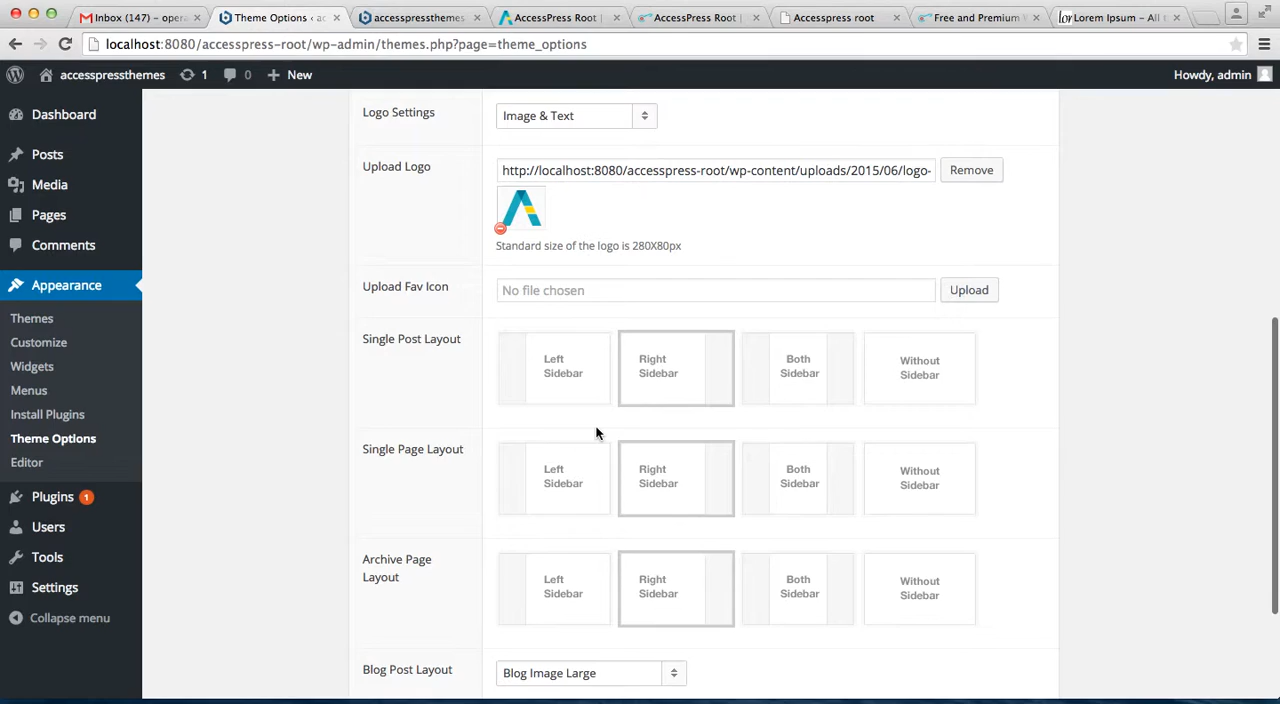 Inbox (147) – oper
Theme Options ‹ ac
accesspressthemes
AccessPress Root |
AccessPress Root |
Accesspress root
Free and Premium
Lorem Ipsum – All t
localhost:8080/accesspress-root/wp-admin/themes.php?page=theme_options
accesspressthemes
1
0
New
Howdy, admin
Dashboard
Posts
Media
Pages
Comments
Appearance
Themes
Customize
Widgets
Menus
Install Plugins
Theme Options
Editor
Plugins 1
Users
Tools
Settings
Collapse menu
Logo Settings
Image & Text
Upload Logo
http://localhost:8080/accesspress-root/wp-content/uploads/2015/06/logo-
Remove
Standard size of the logo is 280X80px
Upload Fav Icon
No file chosen
Upload
Single Post Layout
Left
Sidebar
Right
Sidebar
Both
Sidebar
Without
Sidebar
Single Page Layout
Left
Sidebar
Right
Sidebar
Both
Sidebar
Without
Sidebar
Archive Page
Layout
Left
Sidebar
Right
Sidebar
Both
Sidebar
Without
Sidebar
Blog Post Layout
Blog Image Large